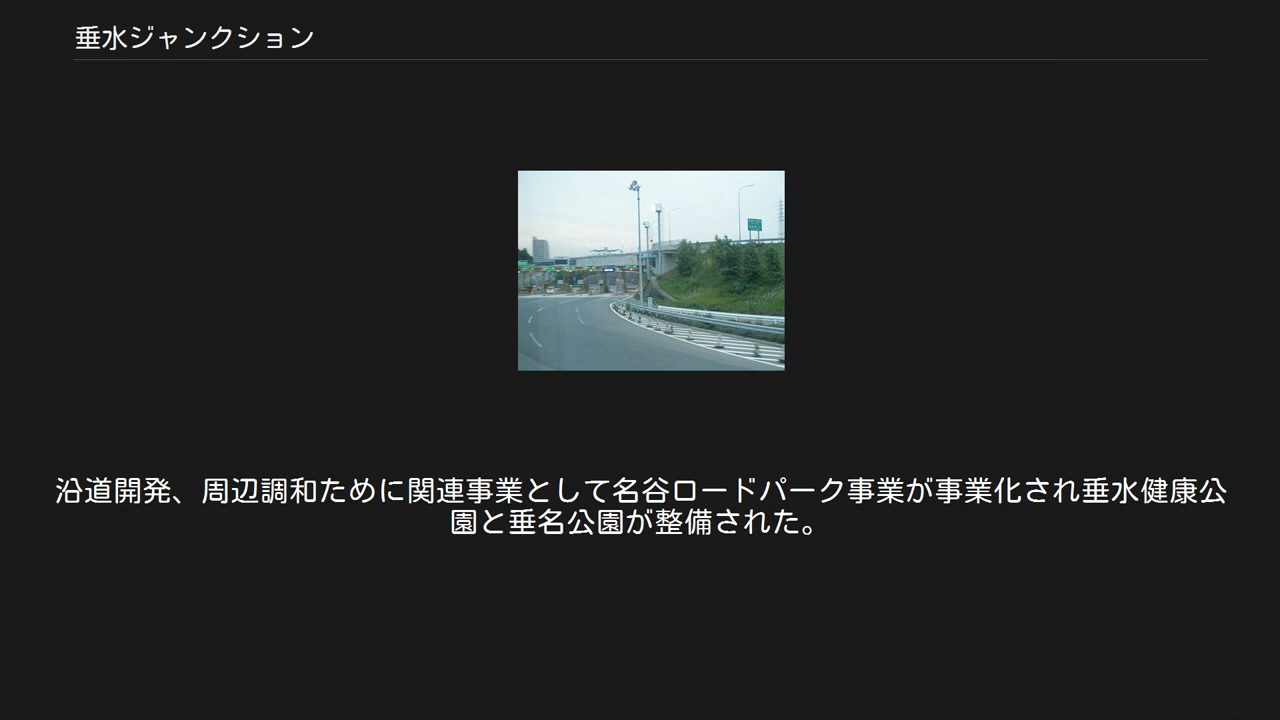 垂水ジャンクション
沿道開発、周辺調和ために関連事業として名谷ロードパーク事業が事業化され垂水健康公
園と垂名公園が整備された。